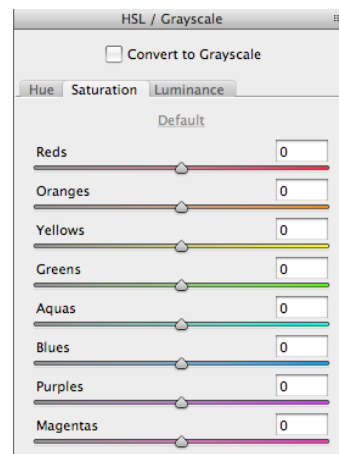 HSL / Grayscale
Convert to Grayscale
Hue Saturation Luminance
Default
Reds 0
Oranges 0
Yellows 0
Greens 0
Aquas 0
Blues 0
Purples 0
Magentas 0